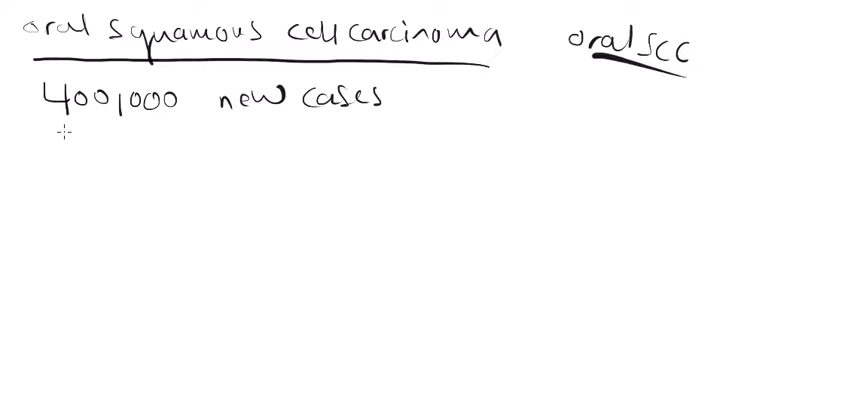 oral squamous cell carcinoma oral SCC
400,000 new cases